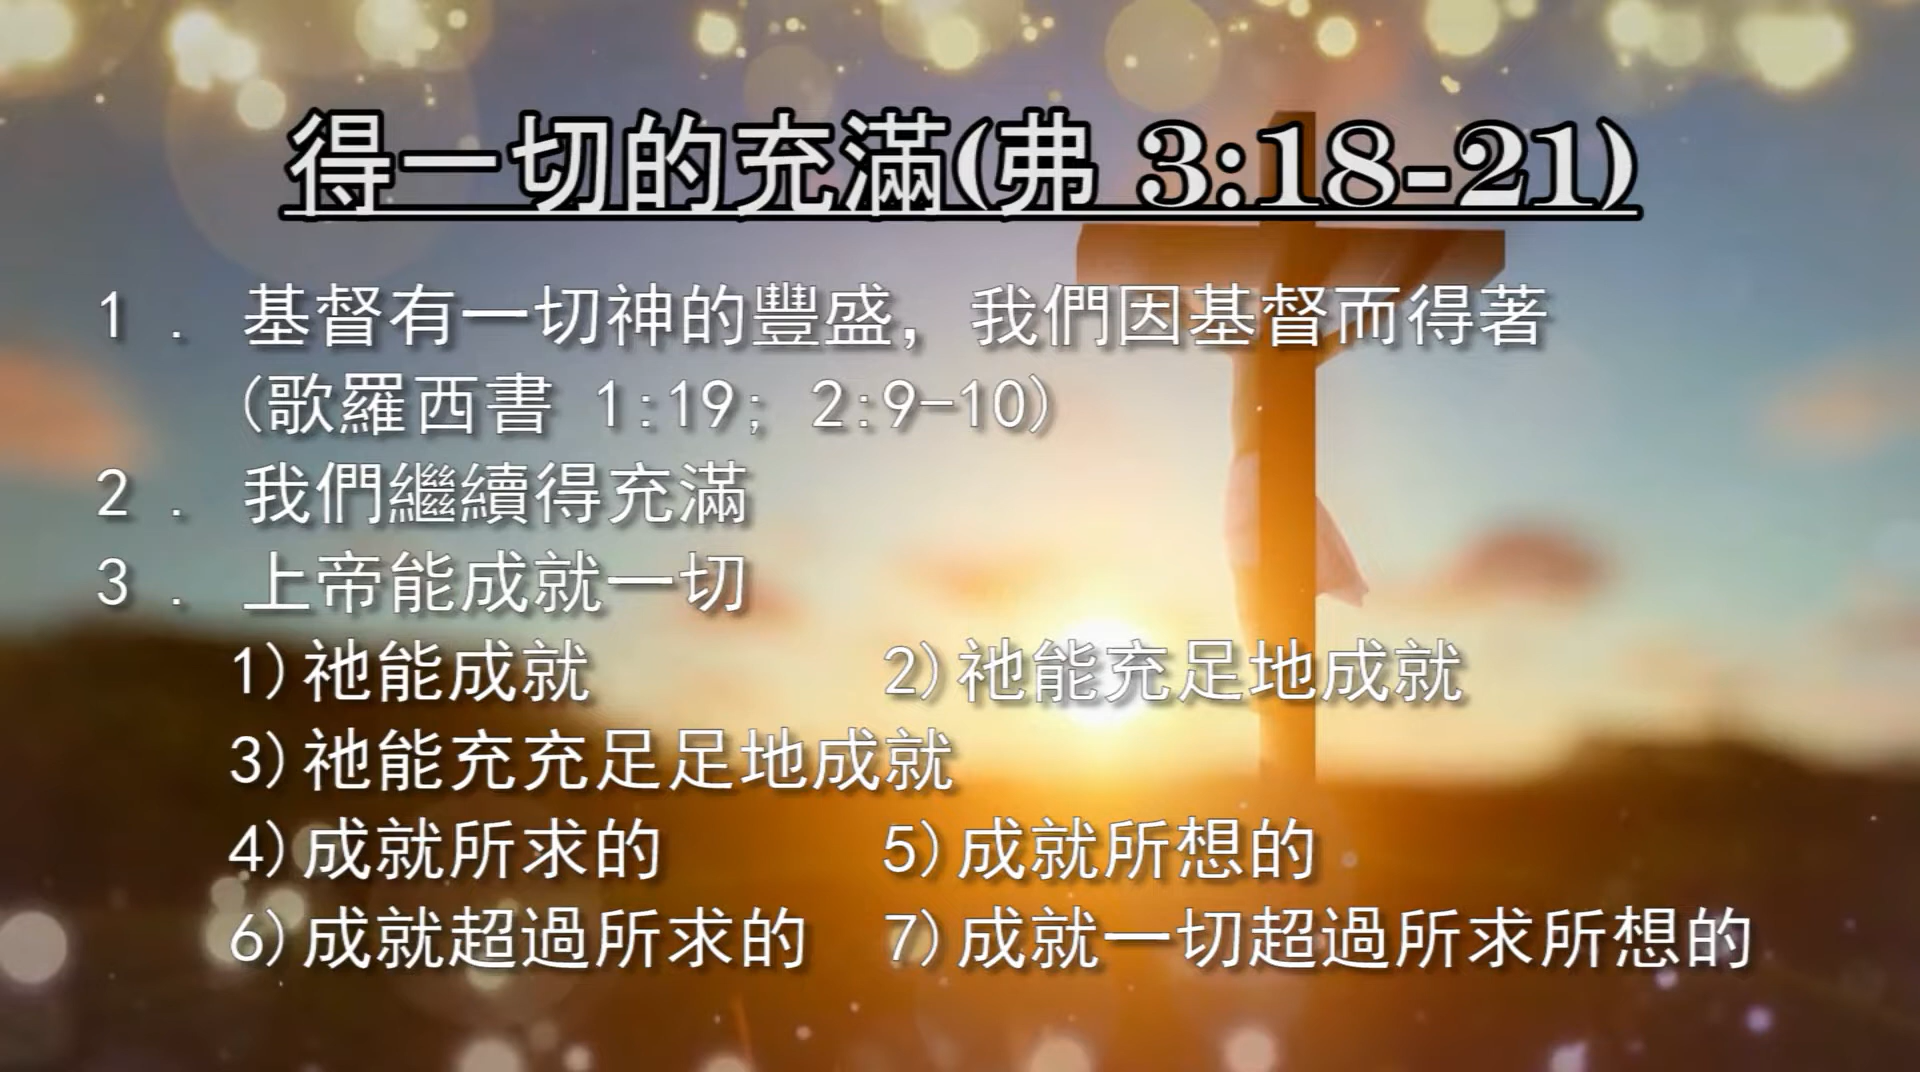 得一切的充滿(弗 3:18-21)
1. 基督有一切神的豐盛，我們因基督而得著
(歌羅西書 1:19; 2:9-10)
2. 我們繼續得充滿
3. 上帝能成就一切
1)祂能成就 2)祂能充足地成就
3)祂能充充足足地成就
4)成就所求的 5)成就所想的
6)成就超過所求的 7)成就一切超過所求所想的